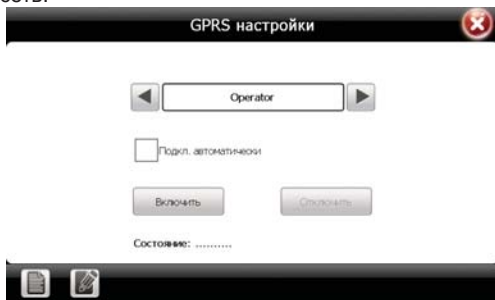 GPRS настройки
Operator
Подкл. автоматически
Включить
Отключить
Состояние: ..........